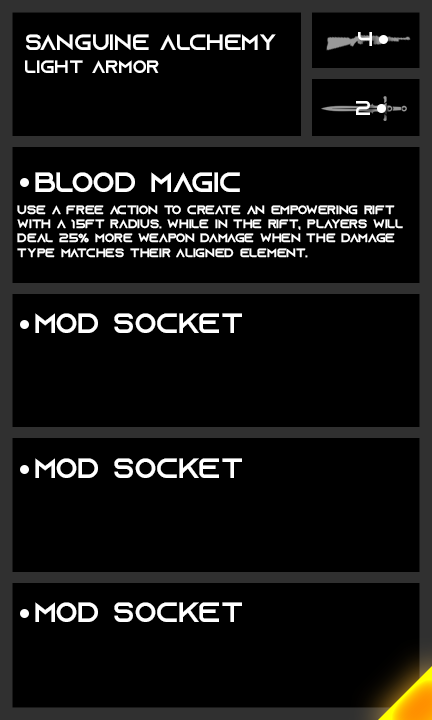 SANGUINE ALCHEMY
LIGHT ARMOR
4•
2•
•BLOOD MAGIC
USE A FREE ACTION TO CREATE AN EMPOWERING RIFT
WITH A 15FT RADIUS. WHILE IN THE RIFT, PLAYERS WILL
DEAL 25% MORE WEAPON DAMAGE WHEN THE DAMAGE
TYPE MATCHES THEIR ALIGNED ELEMENT.
•MOD SOCKET
•MOD SOCKET
•MOD SOCKET